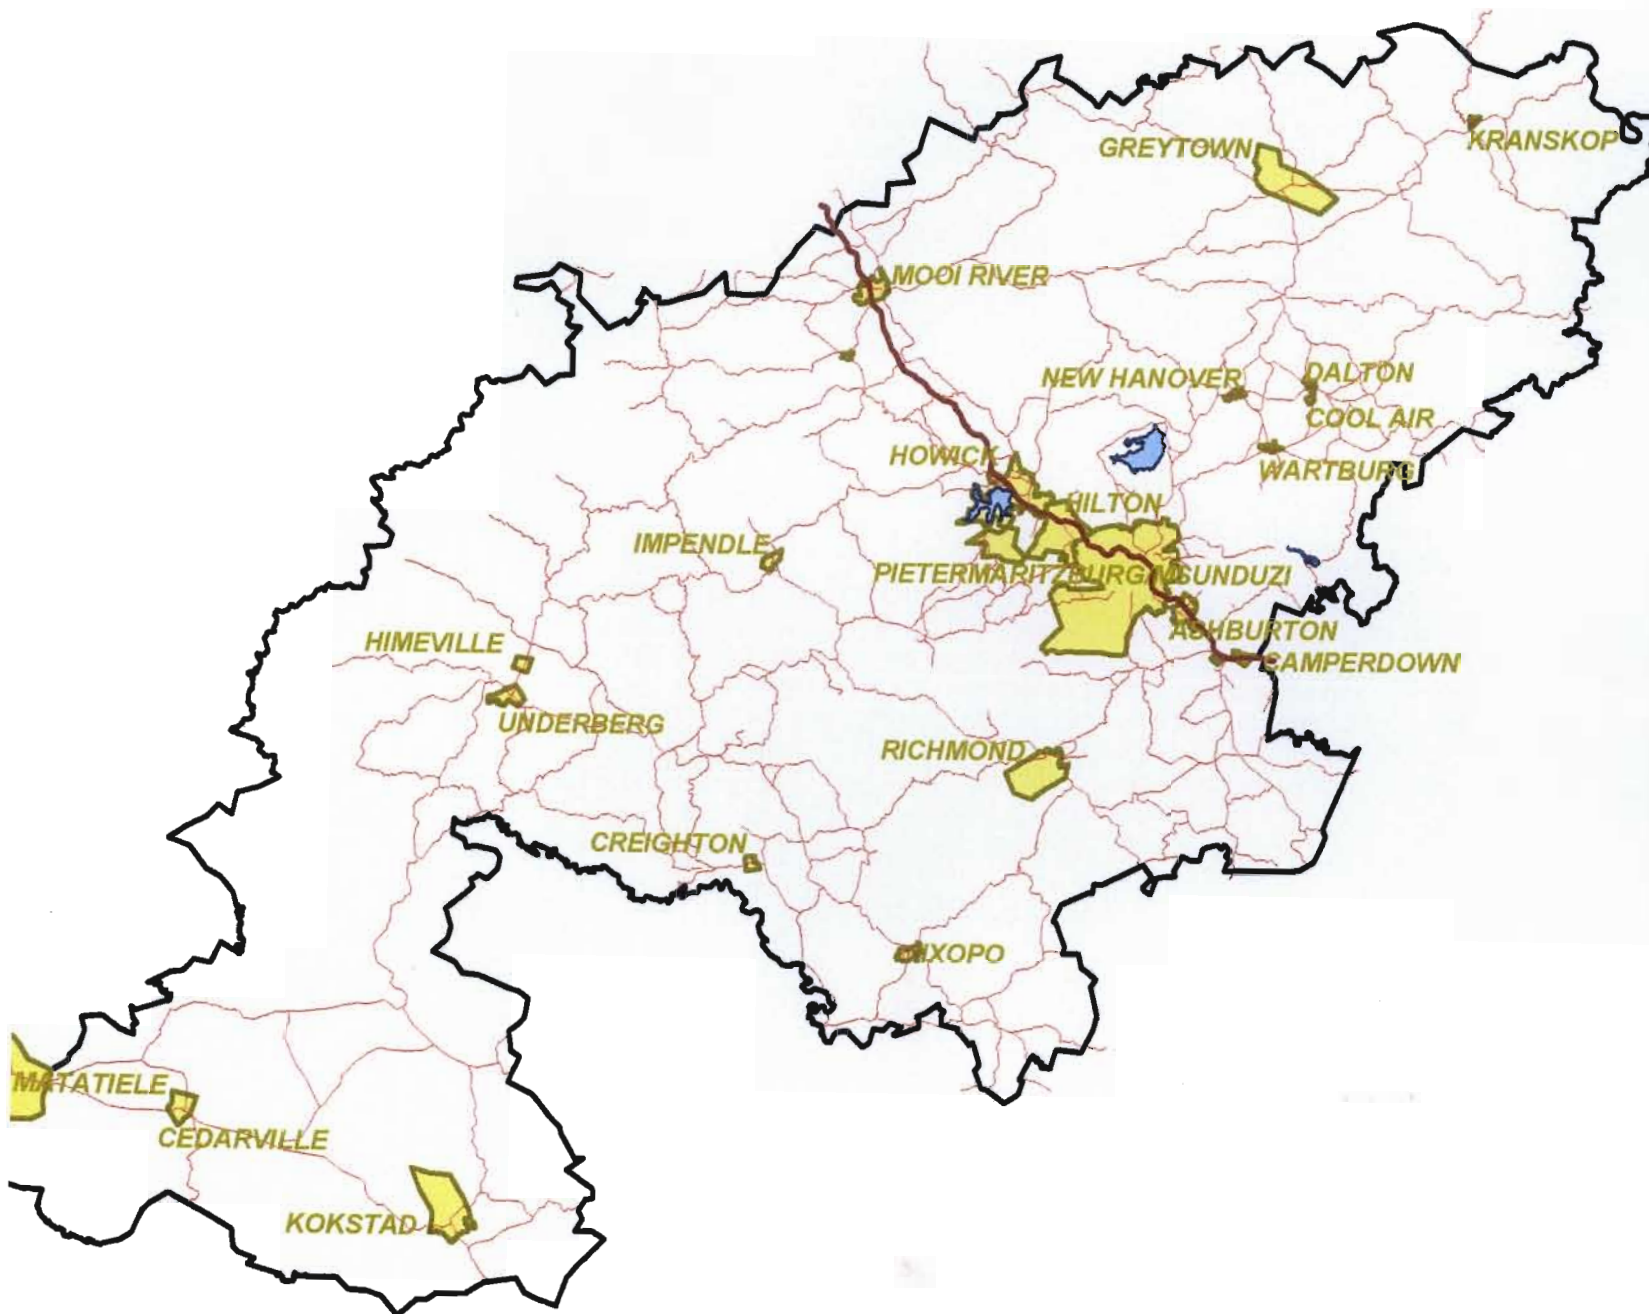 KRANSKOP
GREYTOWN
MOOI RIVER
NEW HANOVER
DALTON
COOL AIR
HOWICK
WARTBURG
HILTON
IMPENDLE
PIETERMARITZBURG/MSUNDUZI
ASHBURTON
HIMEVILLE
CAMPERDOWN
UNDERBERG
RICHMOND
CREIGHTON
IXOPO
MATATIELE
CEDARVILLE
KOKSTAD